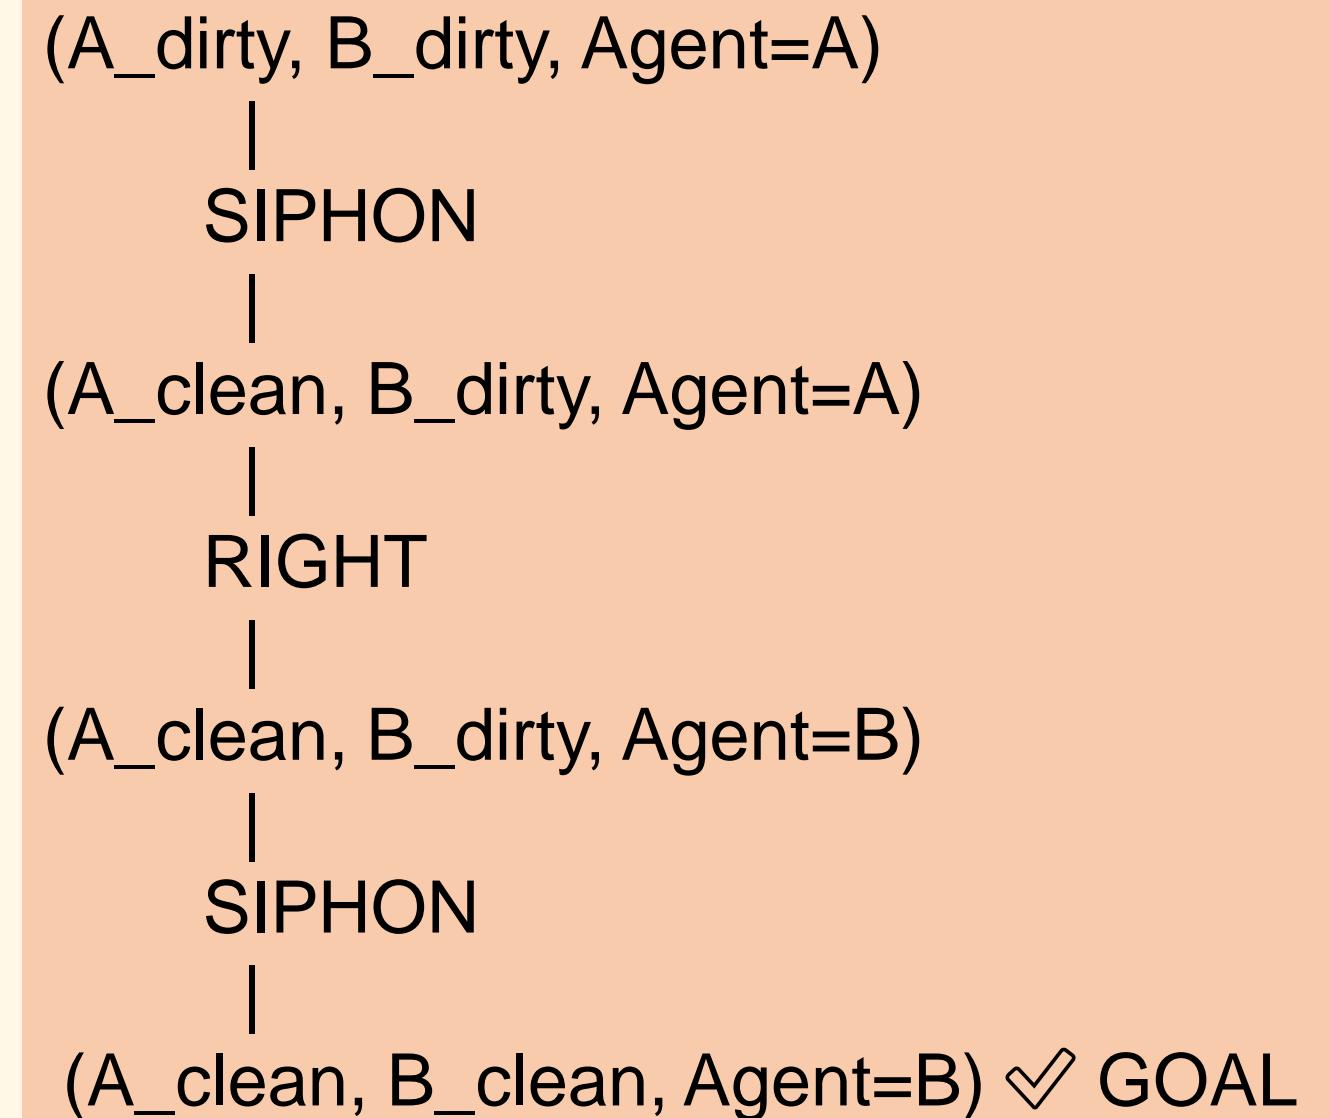 (A_dirty, B_dirty, Agent=A)
|
SIPHON
|
(A_clean, B_dirty, Agent=A)
|
RIGHT
|
(A_clean, B_dirty, Agent=B)
|
SIPHON
|
(A_clean, B_clean, Agent=B) ✅ GOAL